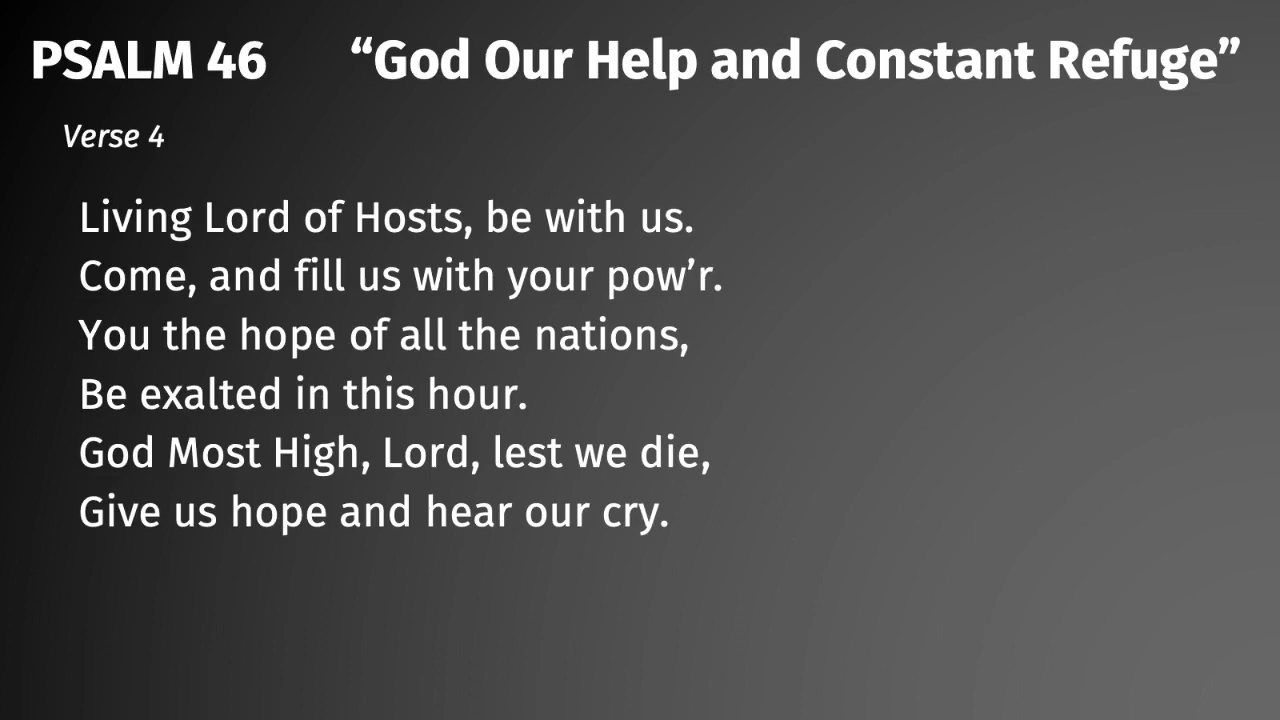 PSALM 46 “God Our Help and Constant Refuge”
Verse 4
Living Lord of Hosts, be with us.
Come, and fill us with your pow’r.
You the hope of all the nations,
Be exalted in this hour.
God Most High, Lord, lest we die,
Give us hope and hear our cry.